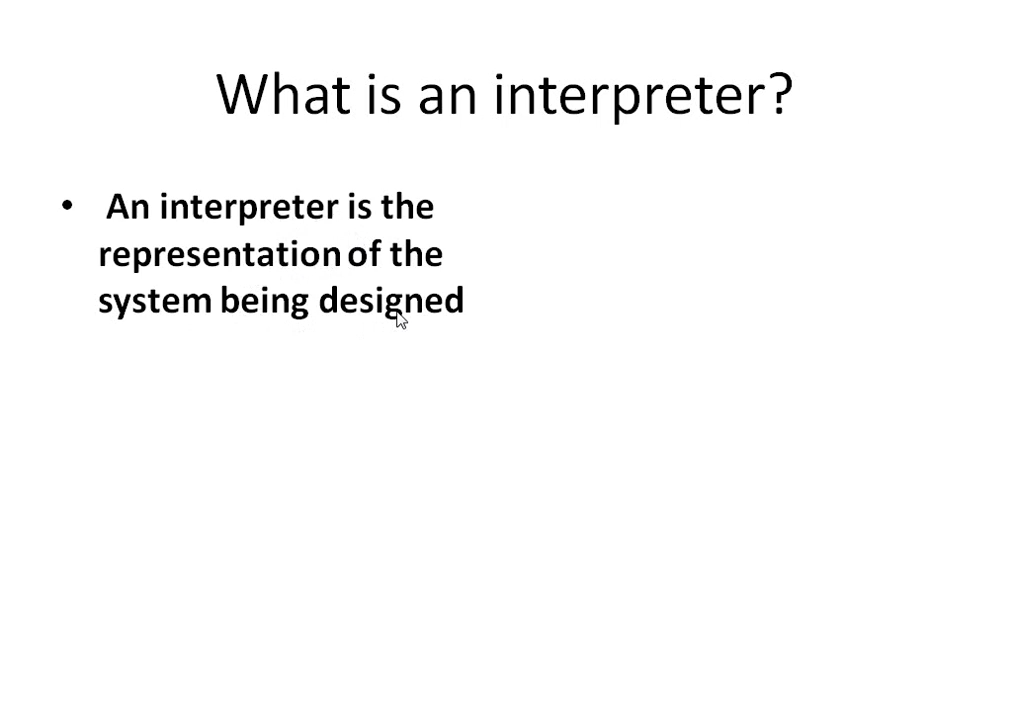 What is an interpreter?
• An interpreter is the
representation of the
system being designed